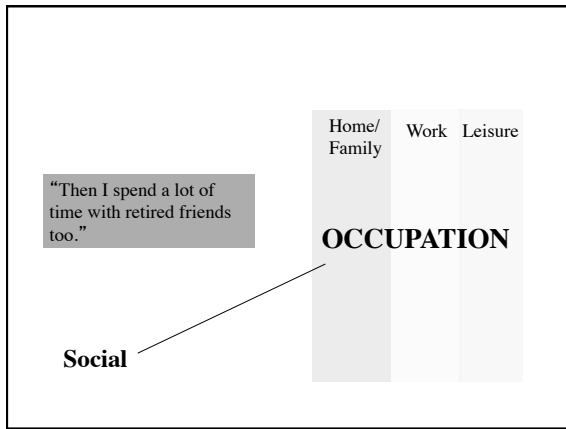 Home/
Family
Work
Leisure
“Then I spend a lot of
time with retired friends
too.”
OCCUPATION
Social